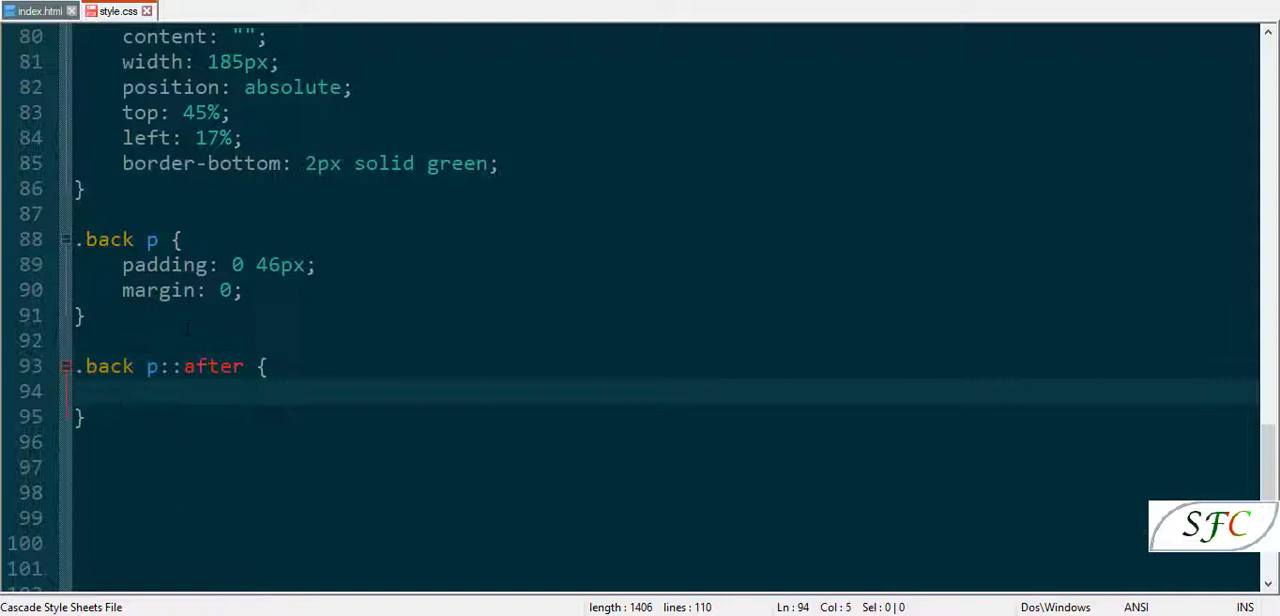 index.html style.css
80 content: "";
81 width: 185px;
82 position: absolute;
83 top: 45%;
84 left: 17%;
85 border-bottom: 2px solid green;
86 }
87
88 .back p {
89 padding: 0 46px;
90 margin: 0;
91 }
92
93 .back p::after {
94
95 }
96
97
98
99
100
101
SFC
Cascade Style Sheets File length : 1406 lines : 110 Ln : 94 Col : 5 Sel : 0 | 0 Dos\Windows ANSI INS